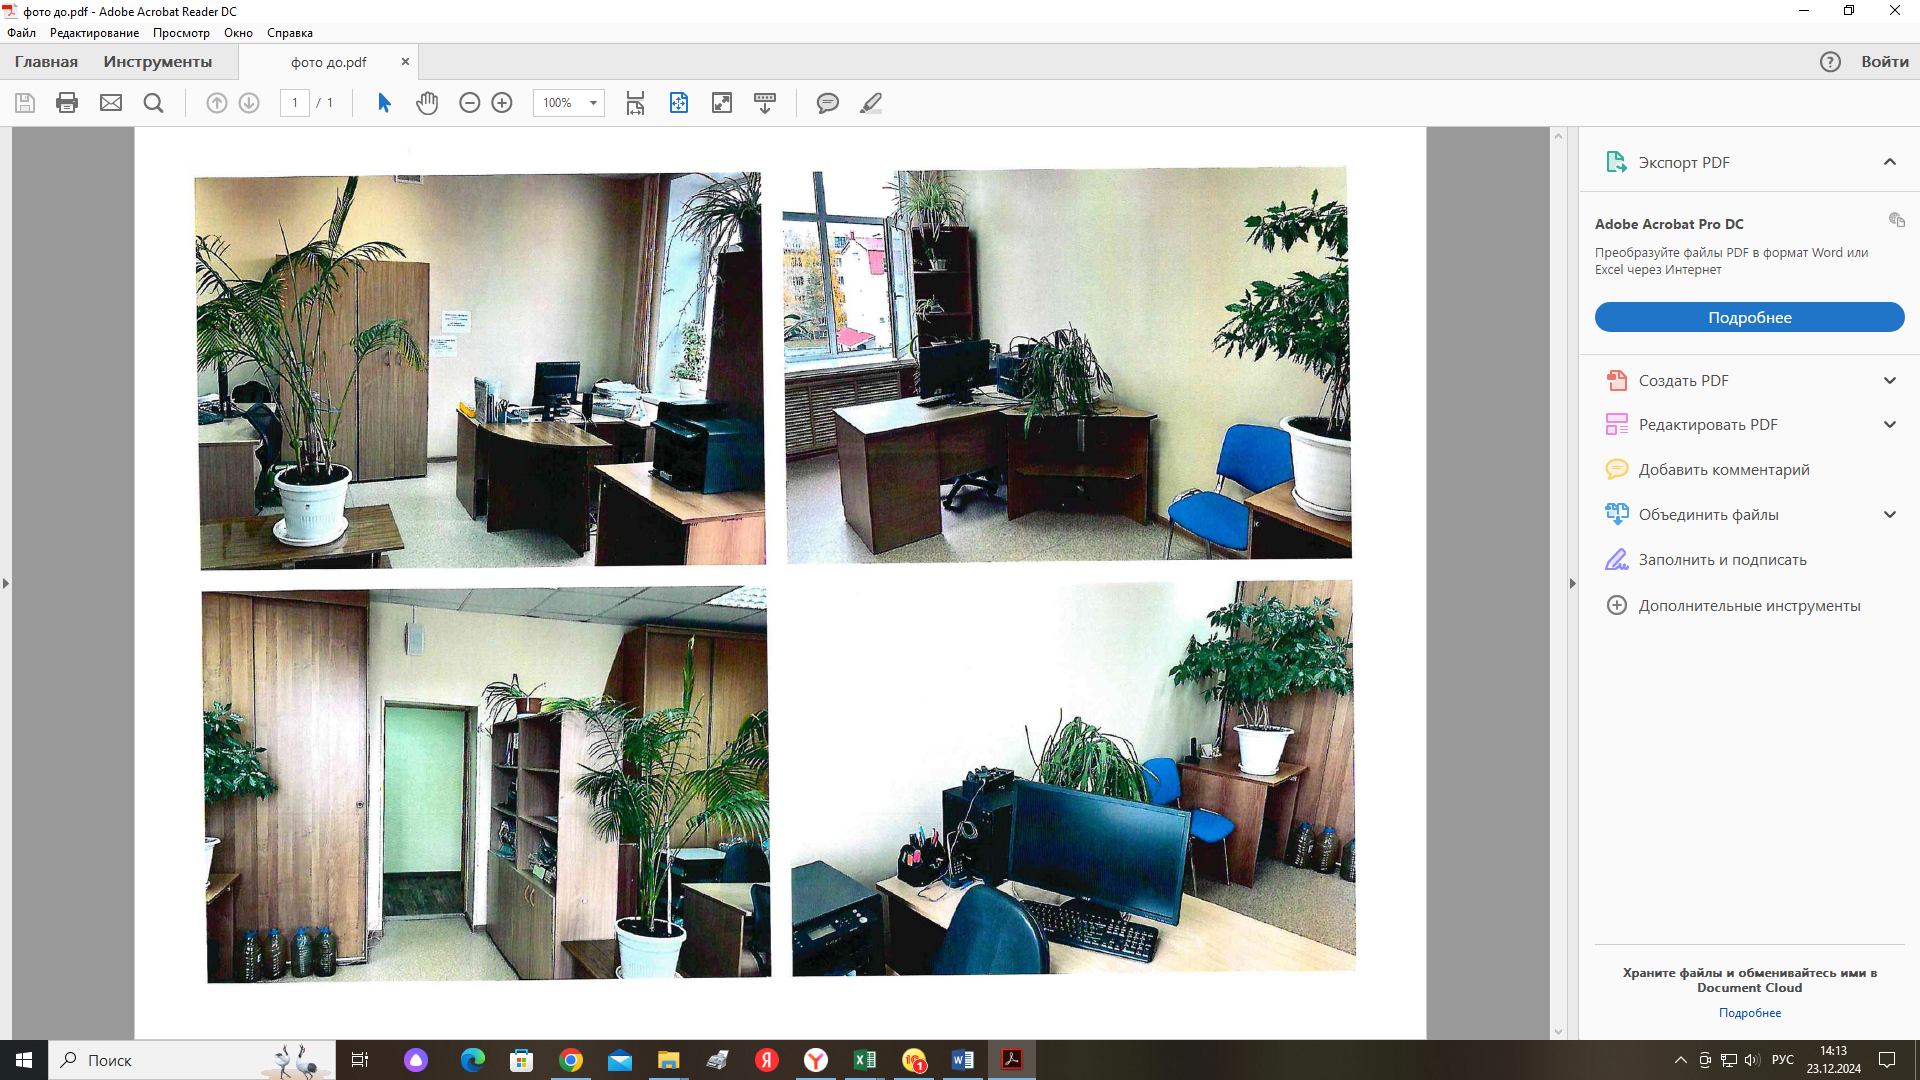 фото до.pdf - Adobe Acrobat Reader DC
Файл Редактирование Просмотр Окно Справка
Главная Инструменты фото до.pdf × Войти
1 / 1 100%
Экспорт PDF
Adobe Acrobat Pro DC
Преобразуйте файлы PDF в формат Word или
Excel через Интернет
Подробнее
Создать PDF
Редактировать PDF
Добавить комментарий
Объединить файлы
Заполнить и подписать
Дополнительные инструменты
Храните файлы и обменивайтесь ими в
Document Cloud
Подробнее
Поиск
РУС
14:13
23.12.2024